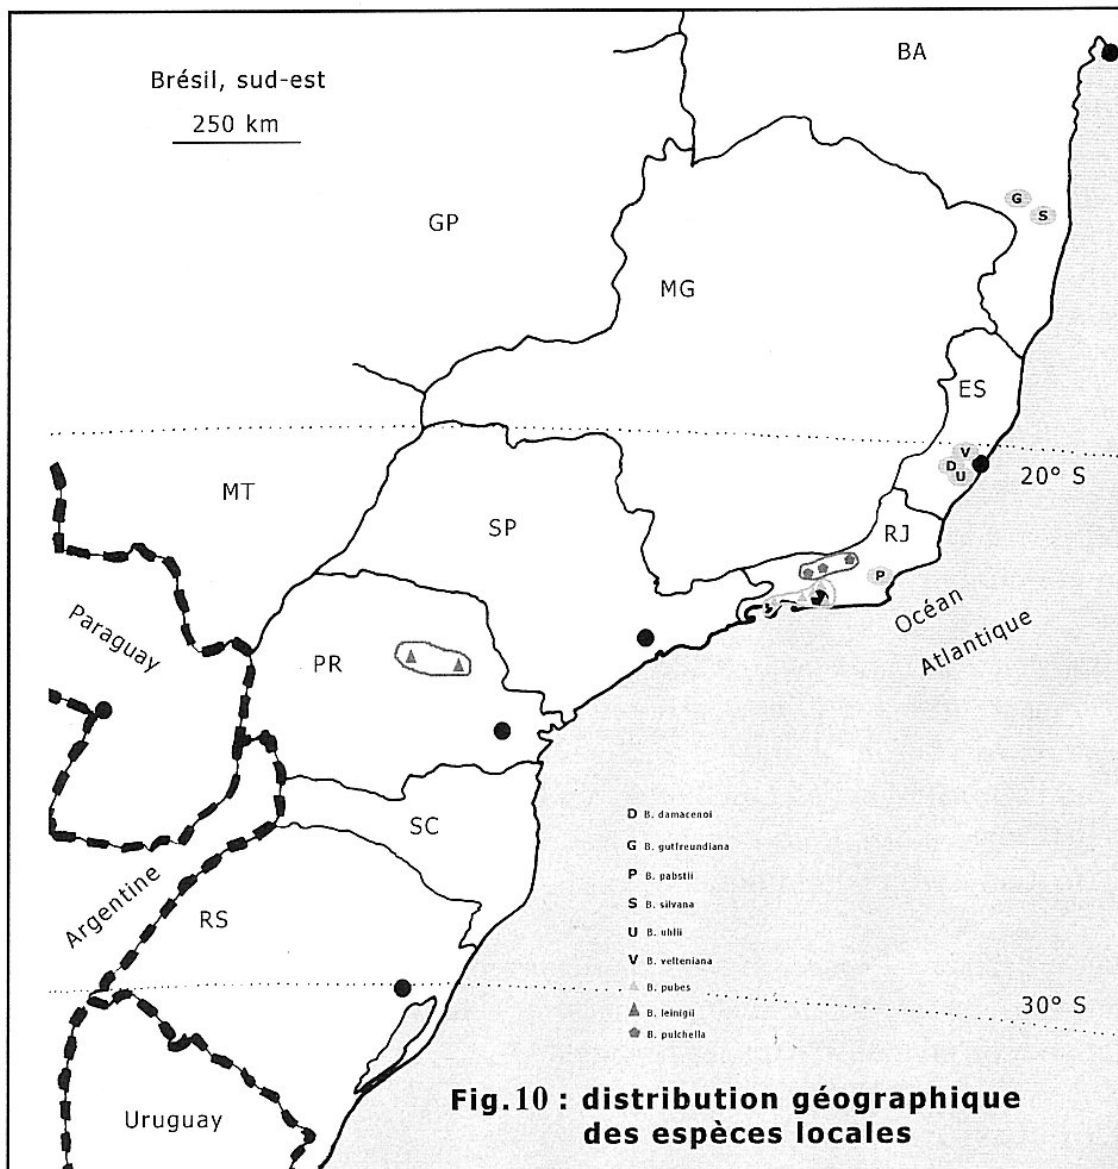 Brésil, sud-est
250 km
BA
G
S
GP
MG
ES
V
D
U
20° S
MT
SP
RJ
P
Océan
Atlantique
Paraguay
PR
SC
Argentine
RS
D B. damacenoi
G B. gutfreundiana
P B. pabstii
S B. silvana
U B. uhlii
V B. velteniana
B. pubes
B. leinigii
B. pulchella
30° S
Uruguay
Fig.10 : distribution géographique
des espèces locales